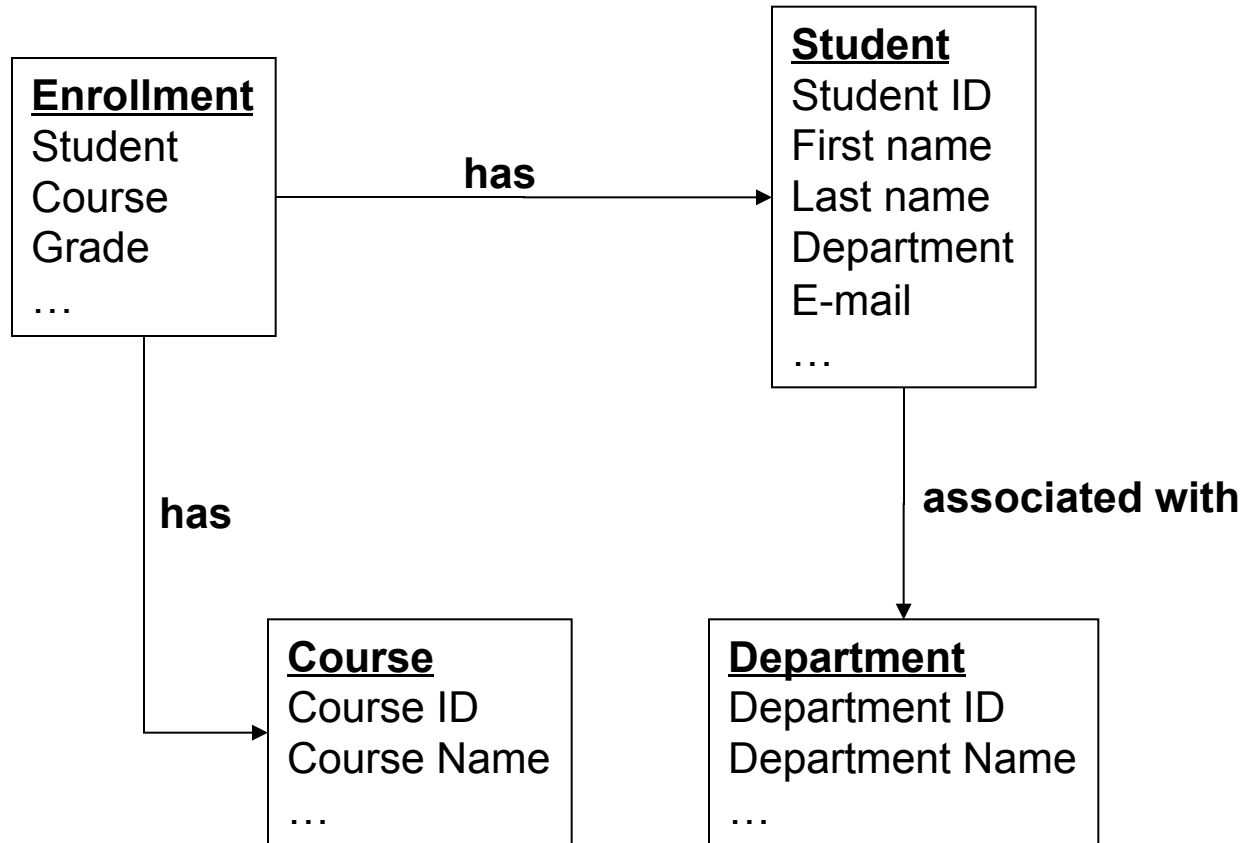 Enrollment
Student
Course
Grade
…
has
Student
Student ID
First name
Last name
Department
E-mail
…
has
associated with
Course
Course ID
Course Name
…
Department
Department ID
Department Name
…